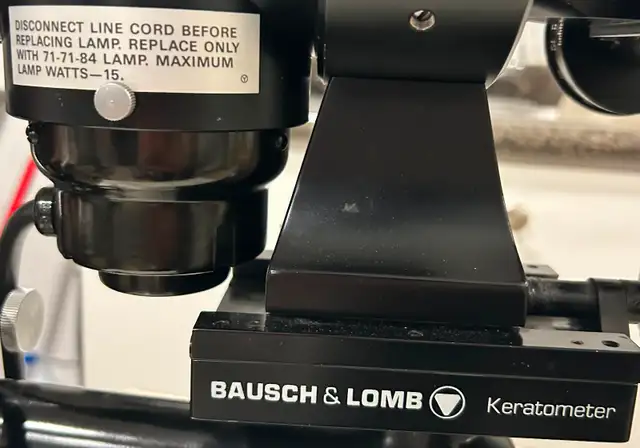 DISCONNECT LINE CORD BEFORE
REPLACING LAMP. REPLACE ONLY
WITH 71-71-84 LAMP. MAXIMUM
LAMP WATTS—15.
BAUSCH & LOMB Keratometer